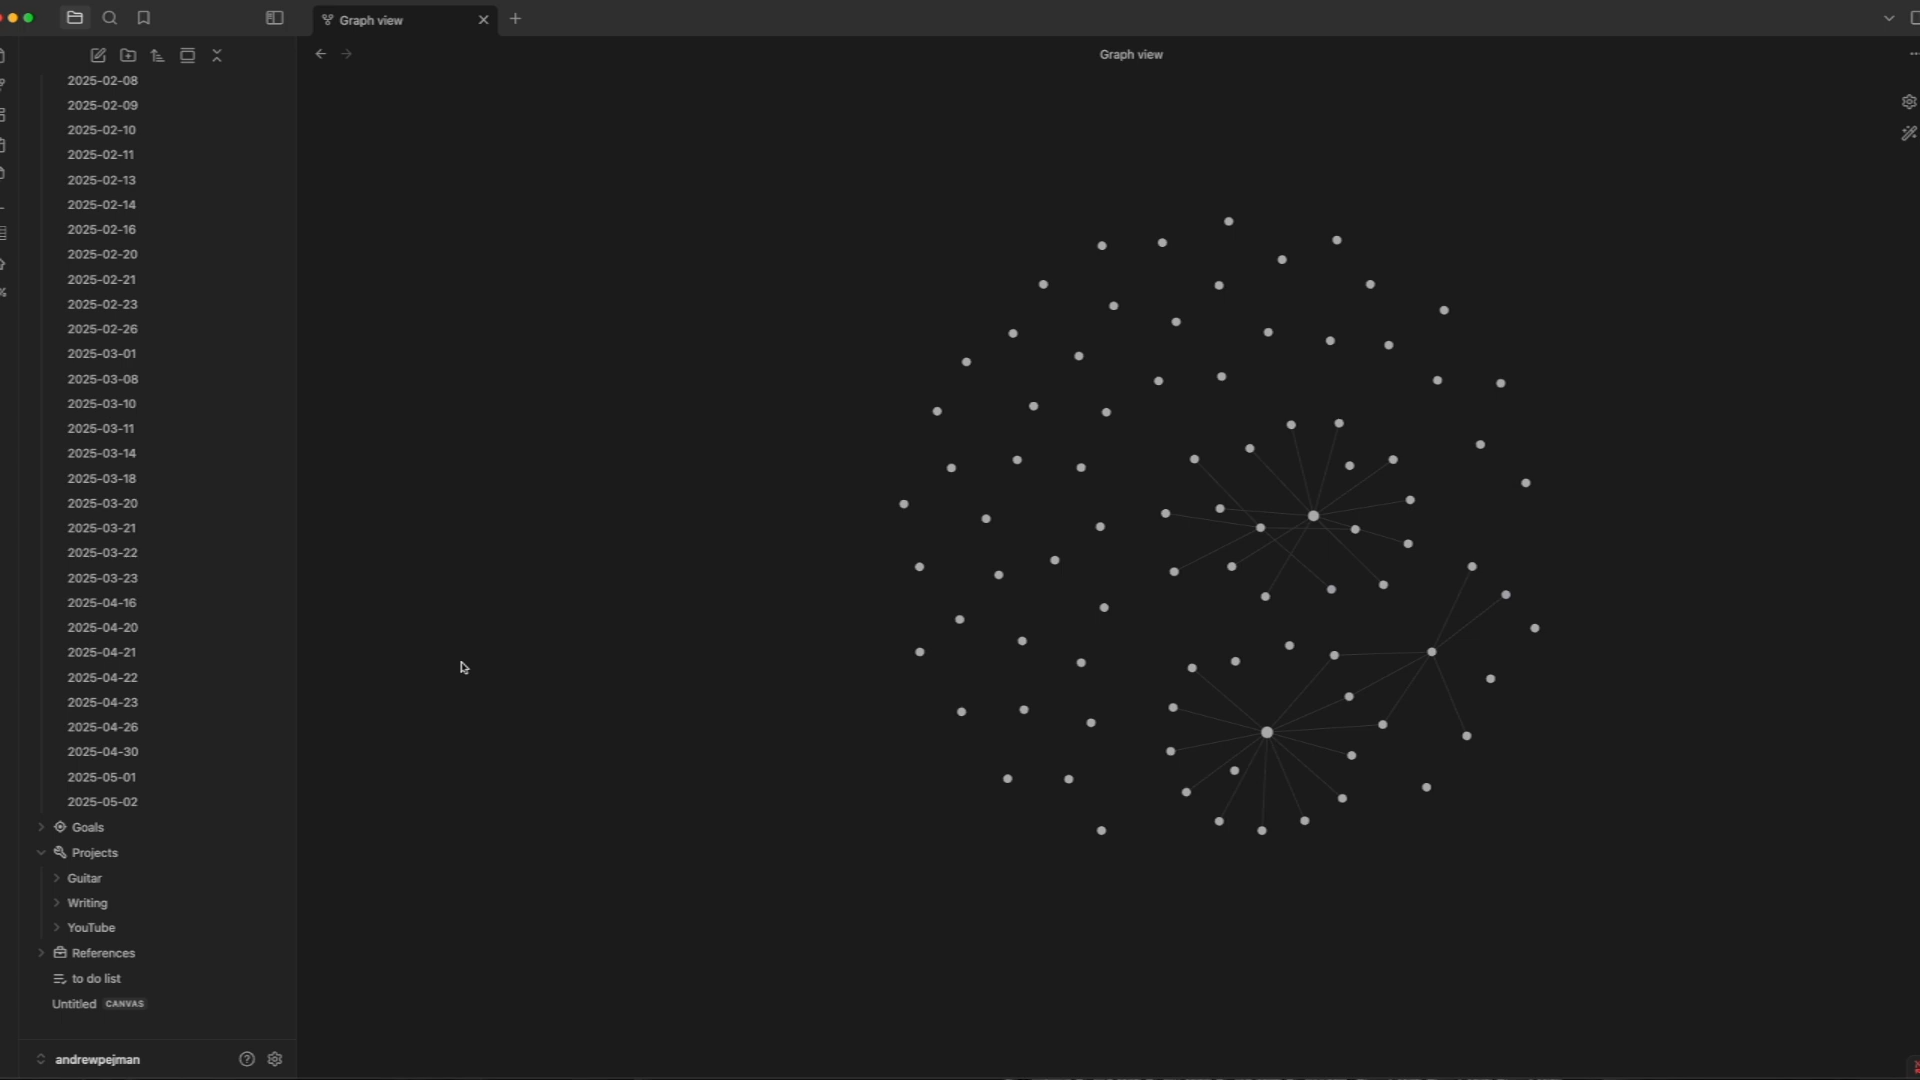 Graph view
Graph view
2025-02-08
2025-02-09
2025-02-10
2025-02-11
2025-02-13
2025-02-14
2025-02-16
2025-02-20
2025-02-21
2025-02-23
2025-02-26
2025-03-01
2025-03-08
2025-03-10
2025-03-11
2025-03-14
2025-03-18
2025-03-20
2025-03-21
2025-03-22
2025-03-23
2025-04-16
2025-04-20
2025-04-21
2025-04-22
2025-04-23
2025-04-26
2025-04-30
2025-05-01
2025-05-02
Goals
Projects
Guitar
Writing
YouTube
References
to do list
Untitled CANVAS
andrewpejman